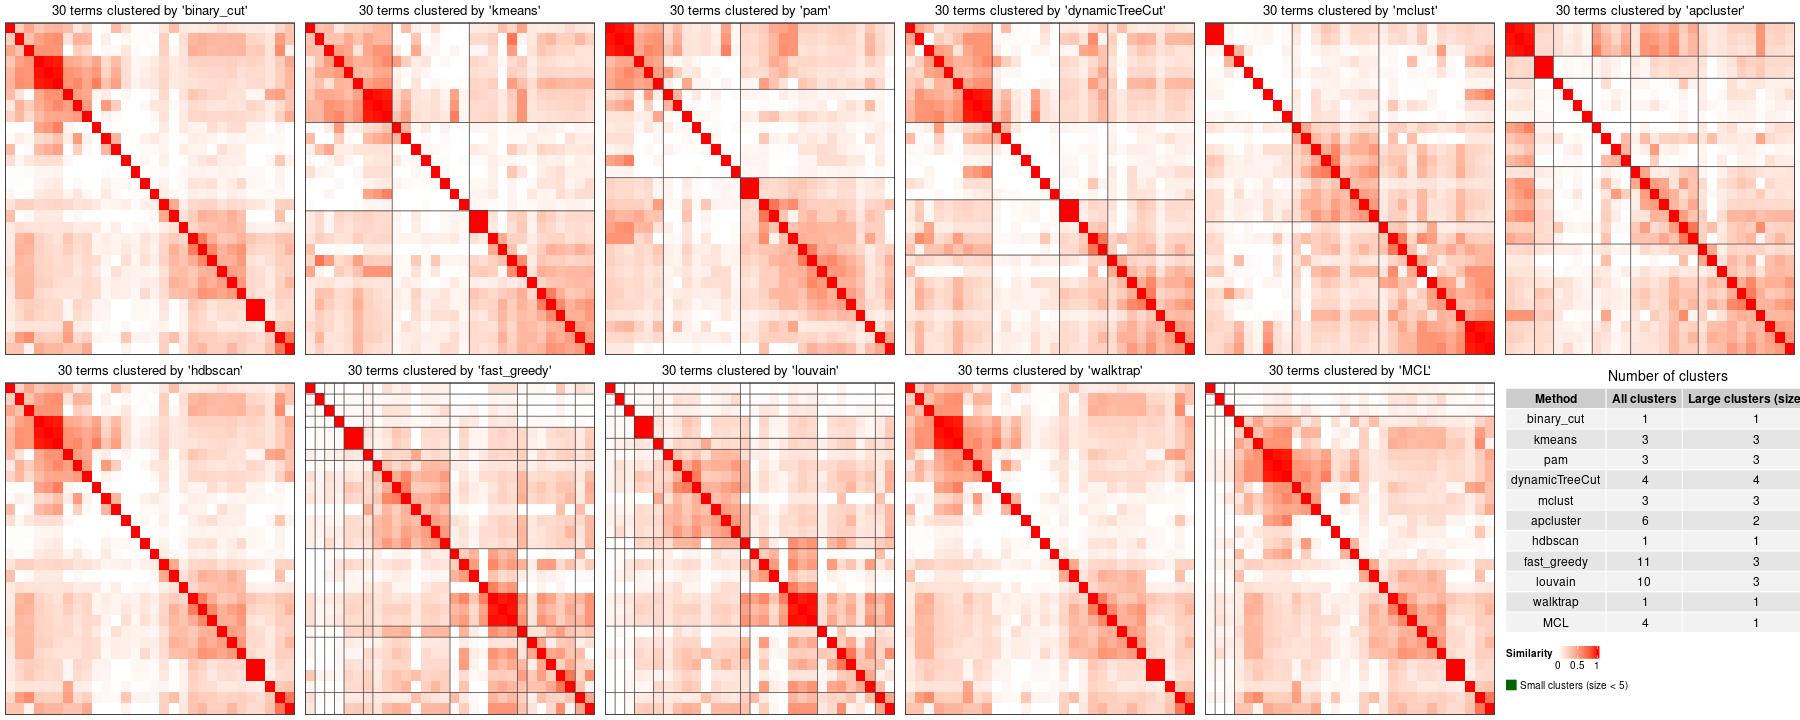 30 terms clustered by 'binary_cut'
30 terms clustered by 'kmeans'
30 terms clustered by 'pam'
30 terms clustered by 'dynamicTreeCut'
30 terms clustered by 'mclust'
30 terms clustered by 'apcluster'
30 terms clustered by 'hdbscan'
30 terms clustered by 'fast_greedy'
30 terms clustered by 'louvain'
30 terms clustered by 'walktrap'
30 terms clustered by 'MCL'
Number of clusters
Method All clusters Large clusters (size
binary_cut 1 1
kmeans 3 3
pam 3 3
dynamicTreeCut 4 4
mclust 3 3
apcluster 6 2
hdbscan 1 1
fast_greedy 11 3
louvain 10 3
walktrap 1 1
MCL 4 1
Similarity
0 0.5 1
Small clusters (size < 5)